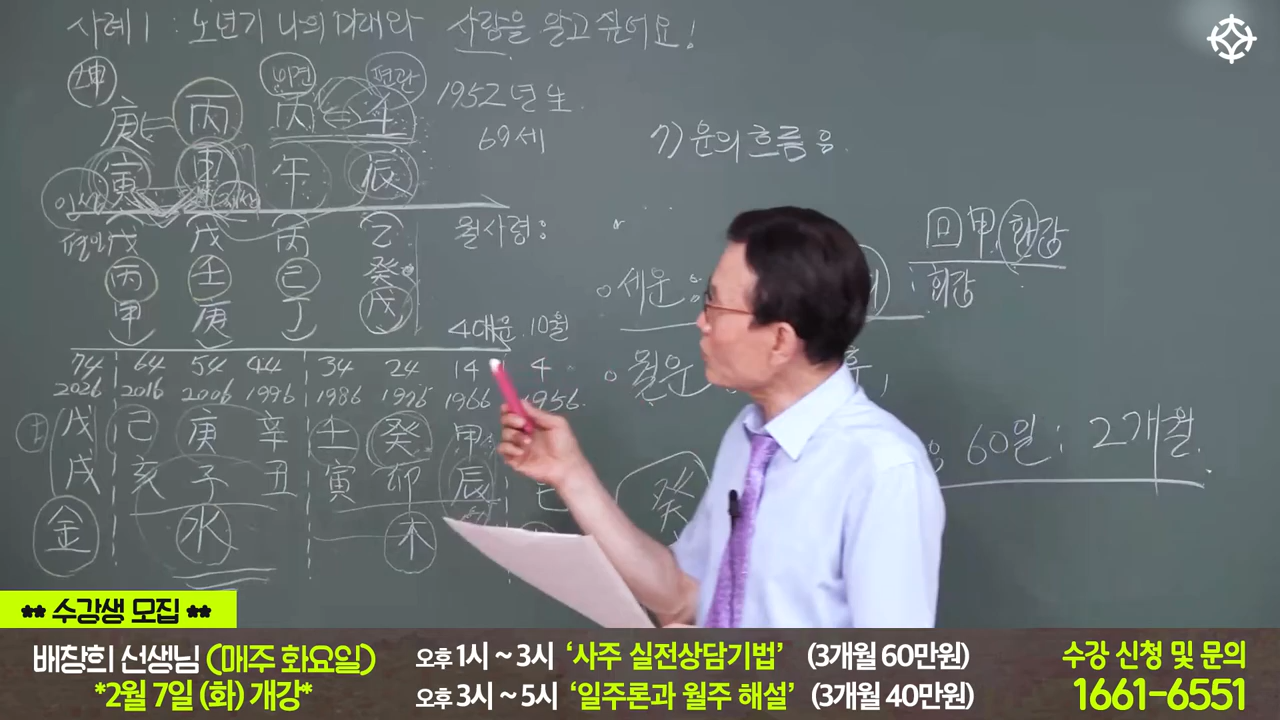 사례 1 : 노년기 나의 미래와 사람을 알고 싶어요!
坤 편관
庚 丙 丙 壬 1952년生
69세
寅 申 午 辰
7) 운의 흐름 용.
戊 戊 丙 乙 월사령:
丙 壬 己 癸
甲 庚 丁 戊
回甲 환갑
회갑
세운:
4대운 10월
월운
74 64 54 44 34 24 14 4
2026 2016 2006 1996 1986 1976 1966 1956
戊 己 庚 辛 壬 癸 甲
戌 亥 子 丑 寅 卯 辰 巳
60일 : 2개월.
金 水 木
癸
** 수강생 모집 **
배창희 선생님 (매주 화요일)
*2월 7일 (화) 개강*
오후 1시 ~ 3시 ‘사주 실전상담기법’ (3개월 60만원)
오후 3시 ~ 5시 ‘일주론과 월주 해설’ (3개월 40만원)
수강 신청 및 문의
1661-6551